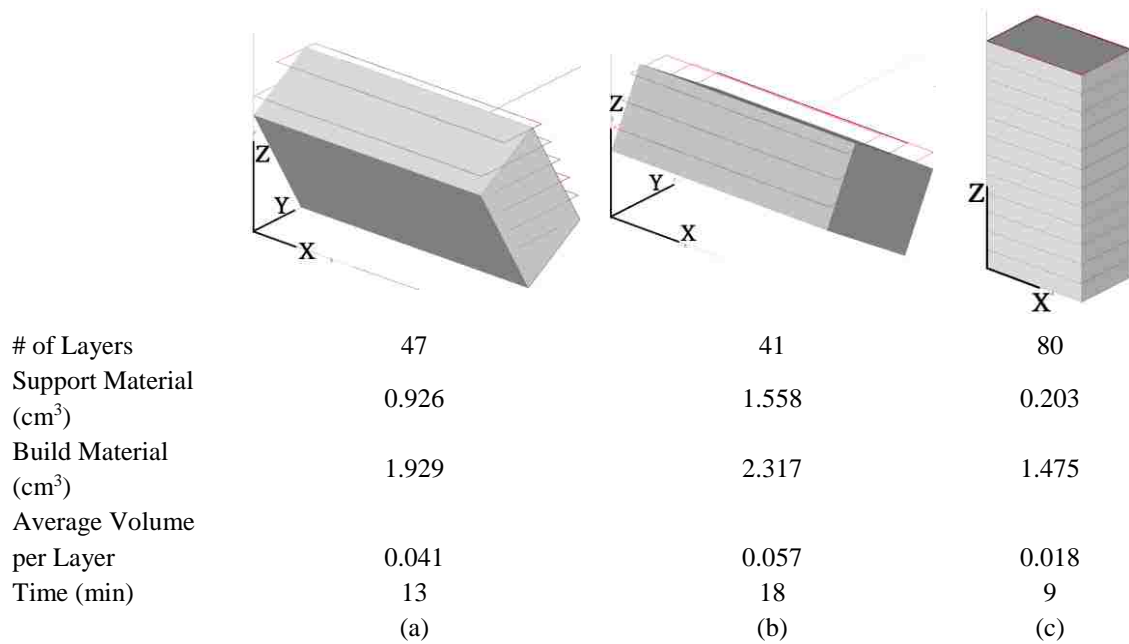 Z
Y
X
Z
Y
X
Z
X
# of Layers 47 41 80
Support Material
(cm³) 0.926 1.558 0.203
Build Material
(cm³) 1.929 2.317 1.475
Average Volume
per Layer 0.041 0.057 0.018
Time (min) 13 18 9
(a) (b) (c)